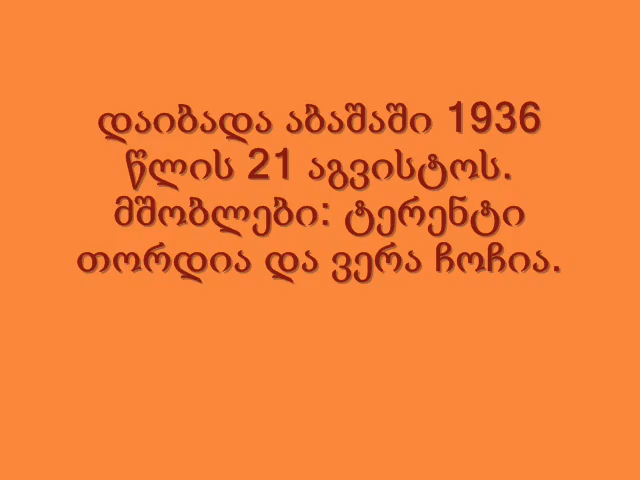 დაიბადა აბაშაში 1936
წლის 21 აგვისტოს.
მშობლები: ტერენტი
თორდია და ვერა ჩოჩია.